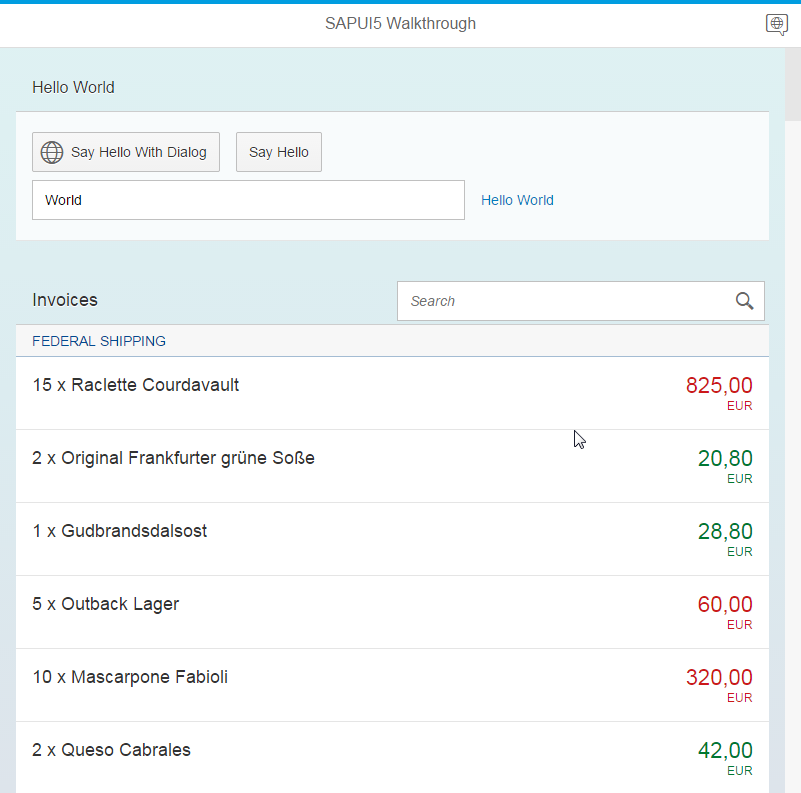 SAPUI5 Walkthrough
Hello World
Say Hello With Dialog
Say Hello
World
Hello World
Invoices
Search
FEDERAL SHIPPING
15 x Raclette Courdavault
825,00
EUR
2 x Original Frankfurter grüne Soße
20,80
EUR
1 x Gudbrandsdalsost
28,80
EUR
5 x Outback Lager
60,00
EUR
10 x Mascarpone Fabioli
320,00
EUR
2 x Queso Cabrales
42,00
EUR